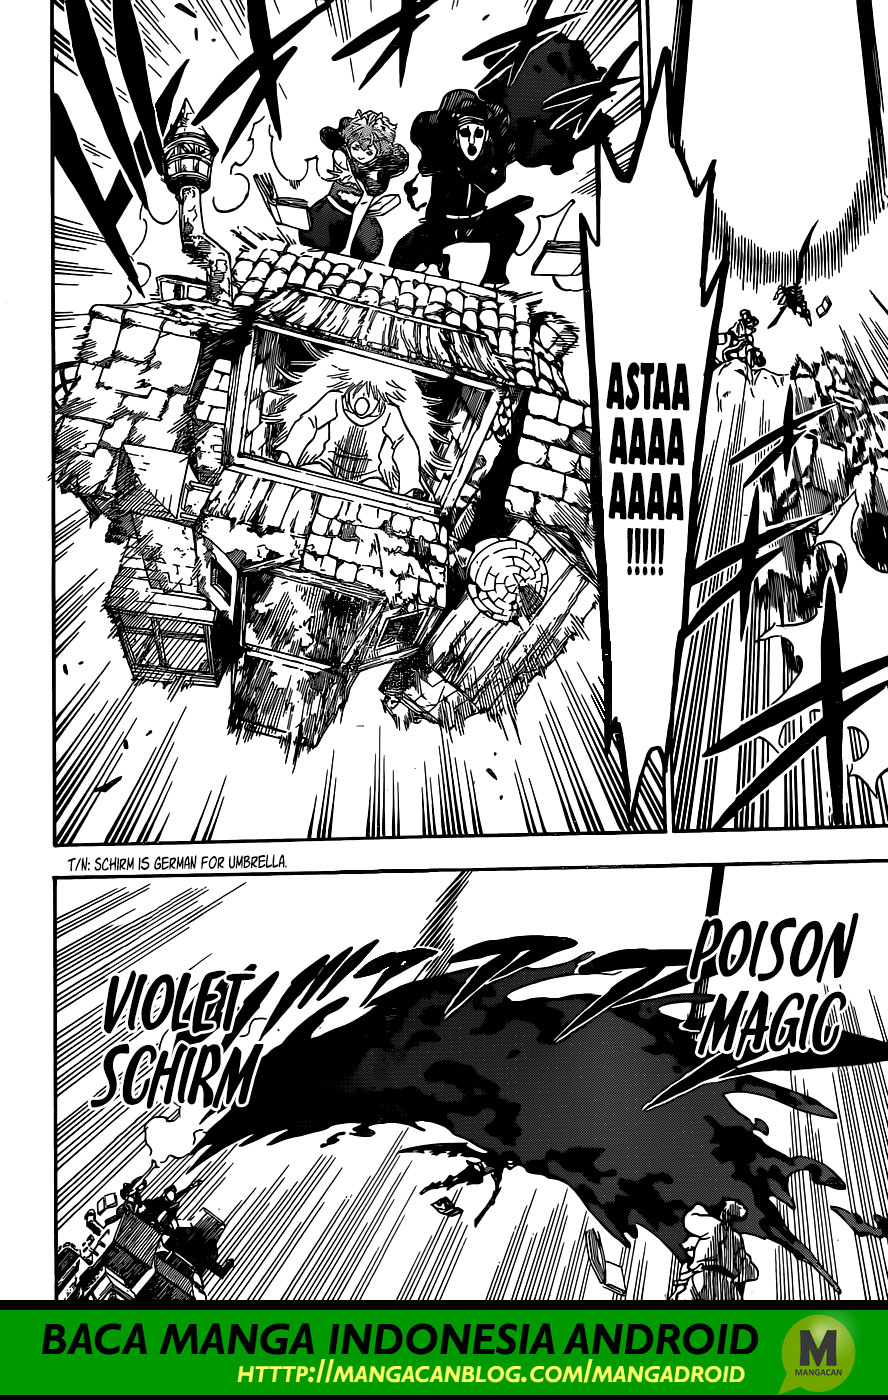 ASTAA
AAAA
AAAA
!!!!!
T/N: SCHIRM IS GERMAN FOR UMBRELLA.
POISON
MAGIC
VIOLET
SCHIRM
BACA MANGA INDONESIA ANDROID
HTTTP://MANGACANBLOG.COM/MANGADROID
M
MANGACAN